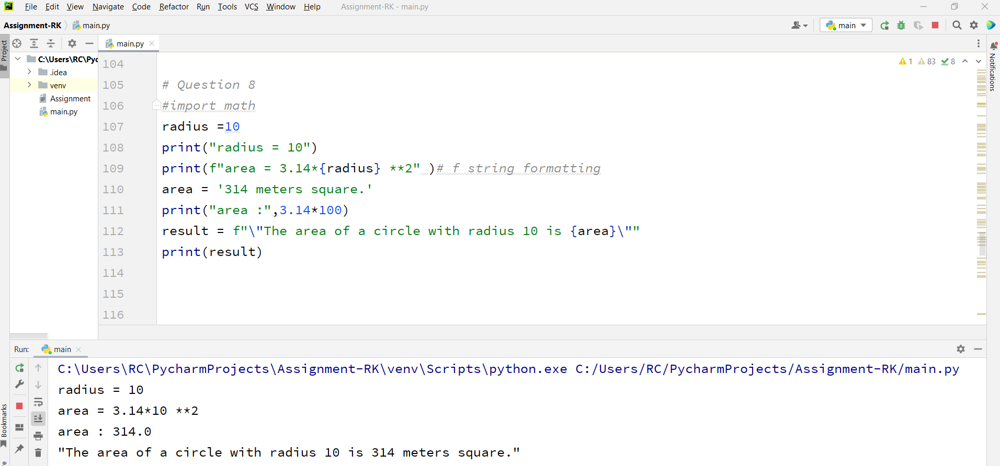 PC File Edit View Navigate Code Refactor Run Tools VCS Window Help Assignment-RK - main.py
Assignment-RK main.py main
Project
main.py
C:\Users\RC\Pyc
.idea
venv
Assignment
main.py
1 83 8
Notifications
104
105 # Question 8
106 #import math
107 radius =10
108 print("radius = 10")
109 print(f"area = 3.14*{radius} **2" )# f string formatting
110 area = '314 meters square.'
111 print("area :",3.14*100)
112 result = f"\"The area of a circle with radius 10 is {area}\""
113 print(result)
114
115
116
Run: main
C:\Users\RC\PycharmProjects\Assignment-RK\venv\Scripts\python.exe C:/Users/RC/PycharmProjects/Assignment-RK/main.py
radius = 10
area = 3.14*10 **2
area : 314.0
"The area of a circle with radius 10 is 314 meters square."
Bookmarks